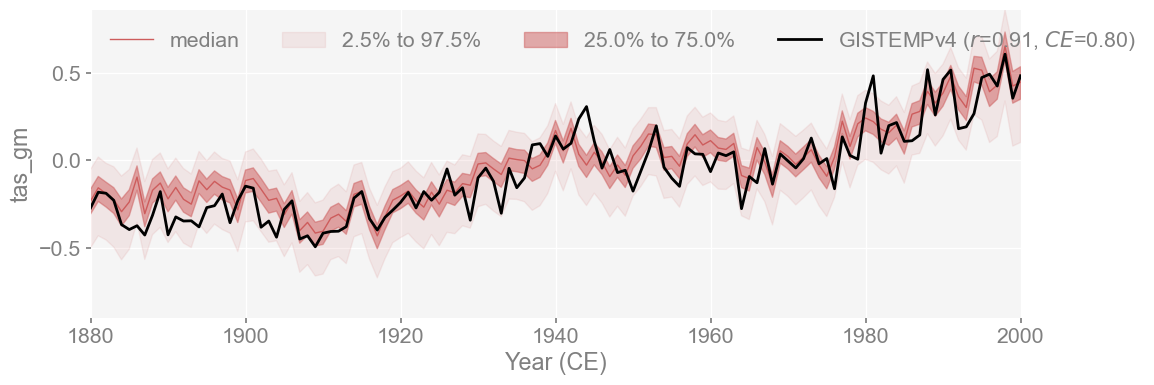 median 2.5% to 97.5% 25.0% to 75.0% GISTEMPv4 (r=0.91, CE=0.80)
0.5
0.0
−0.5
tas_gm
1880 1900 1920 1940 1960 1980 2000
Year (CE)